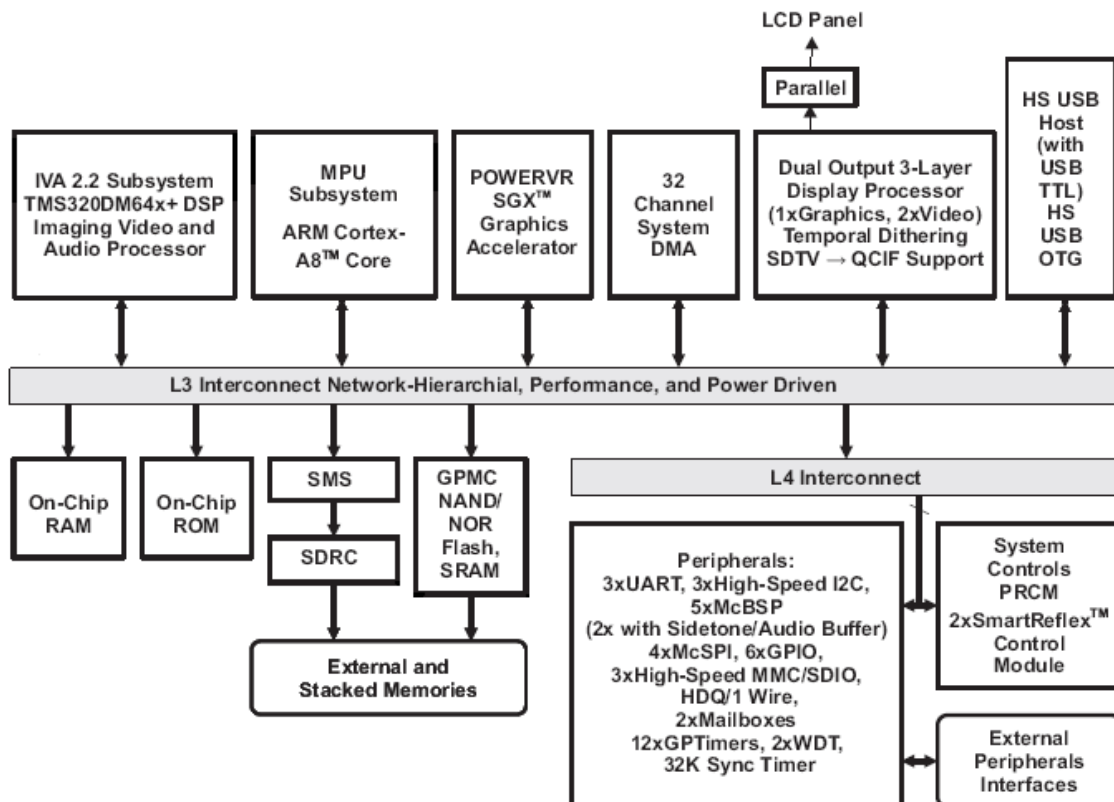 LCD Panel
Parallel
IVA 2.2 Subsystem
TMS320DM64x+ DSP
Imaging Video and
Audio Processor
MPU
Subsystem
ARM Cortex-
A8™ Core
POWERVR
SGX™
Graphics
Accelerator
32
Channel
System
DMA
Dual Output 3-Layer
Display Processor
(1xGraphics, 2xVideo)
Temporal Dithering
SDTV → QCIF Support
HS USB
Host
(with
USB
TTL)
HS
USB
OTG
L3 Interconnect Network-Hierarchial, Performance, and Power Driven
On-Chip
RAM
On-Chip
ROM
SMS
SDRC
GPMC
NAND/
NOR
Flash,
SRAM
External and
Stacked Memories
L4 Interconnect
Peripherals:
3xUART, 3xHigh-Speed I2C,
5xMcBSP
(2x with Sidetone/Audio Buffer)
4xMcSPI, 6xGPIO,
3xHigh-Speed MMC/SDIO,
HDQ/1 Wire,
2xMailboxes
12xGPTimers, 2xWDT,
32K Sync Timer
System
Controls
PRCM
2xSmartReflex™
Control
Module
External
Peripherals
Interfaces